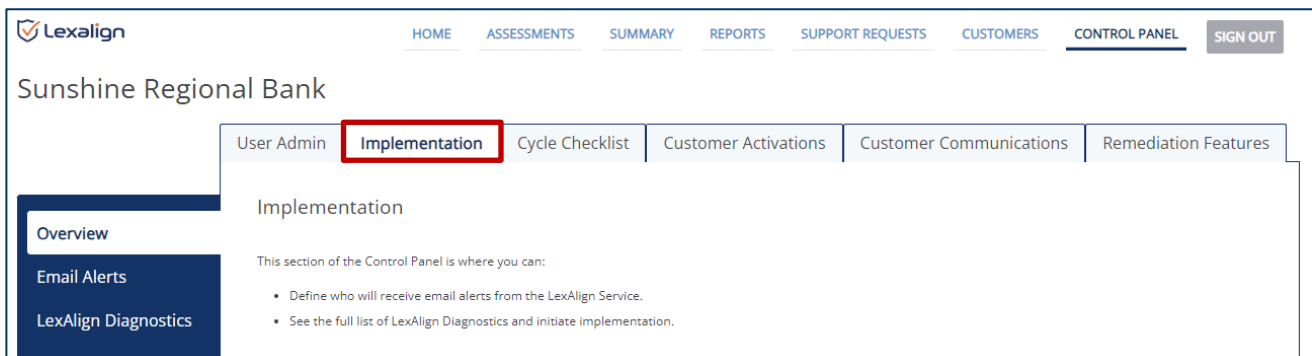 Lexalign
HOME ASSESSMENTS SUMMARY REPORTS SUPPORT REQUESTS CUSTOMERS CONTROL PANEL SIGN OUT
Sunshine Regional Bank
User Admin Implementation Cycle Checklist Customer Activations Customer Communications Remediation Features
Implementation
Overview
This section of the Control Panel is where you can:
Email Alerts
• Define who will receive email alerts from the LexAlign Service.
LexAlign Diagnostics
• See the full list of LexAlign Diagnostics and initiate implementation.